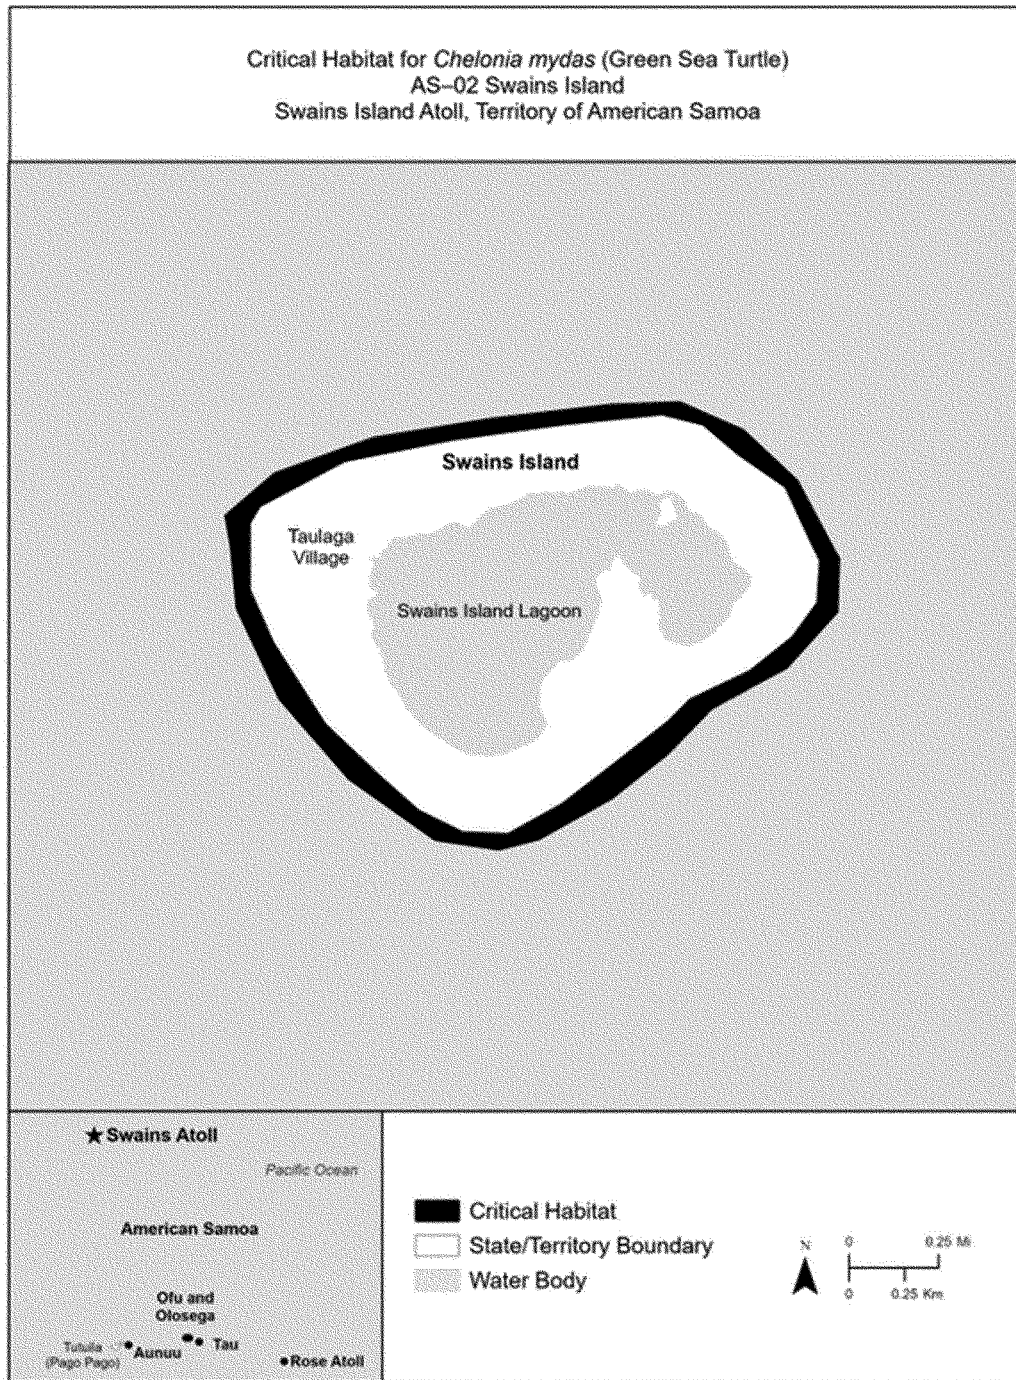 Critical Habitat for Chelonia mydas (Green Sea Turtle)
AS–02 Swains Island
Swains Island Atoll, Territory of American Samoa
Swains Island
Taulaga
Village
Swains Island Lagoon
Swains Atoll
Pacific Ocean
American Samoa
Ofu and
Olosega
Tutuila
(Pago Pago)
Aunuu
Tau
Rose Atoll
Critical Habitat
State/Territory Boundary
Water Body
N
0 0.25 Mi.
0 0.25 Km.